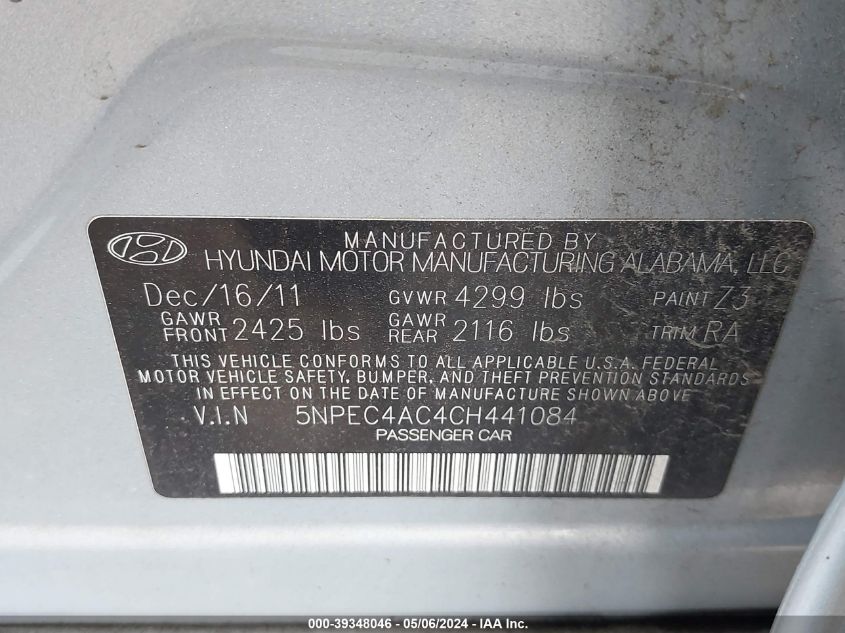 MANUFACTURED BY
HYUNDAI MOTOR MANUFACTURING ALABAMA, LLC
Dec/16/11 GVWR 4299 lbs PAINT Z3
GAWR FRONT 2425 lbs GAWR REAR 2116 lbs TRIM RA
THIS VEHICLE CONFORMS TO ALL APPLICABLE U.S.A. FEDERAL
MOTOR VEHICLE SAFETY, BUMPER, AND THEFT PREVENTION STANDARDS
IN EFFECT ON THE DATE OF MANUFACTURE SHOWN ABOVE
V.I.N 5NPEC4AC4CH441084
PASSENGER CAR
000-39348046 - 05/06/2024 - IAA Inc.